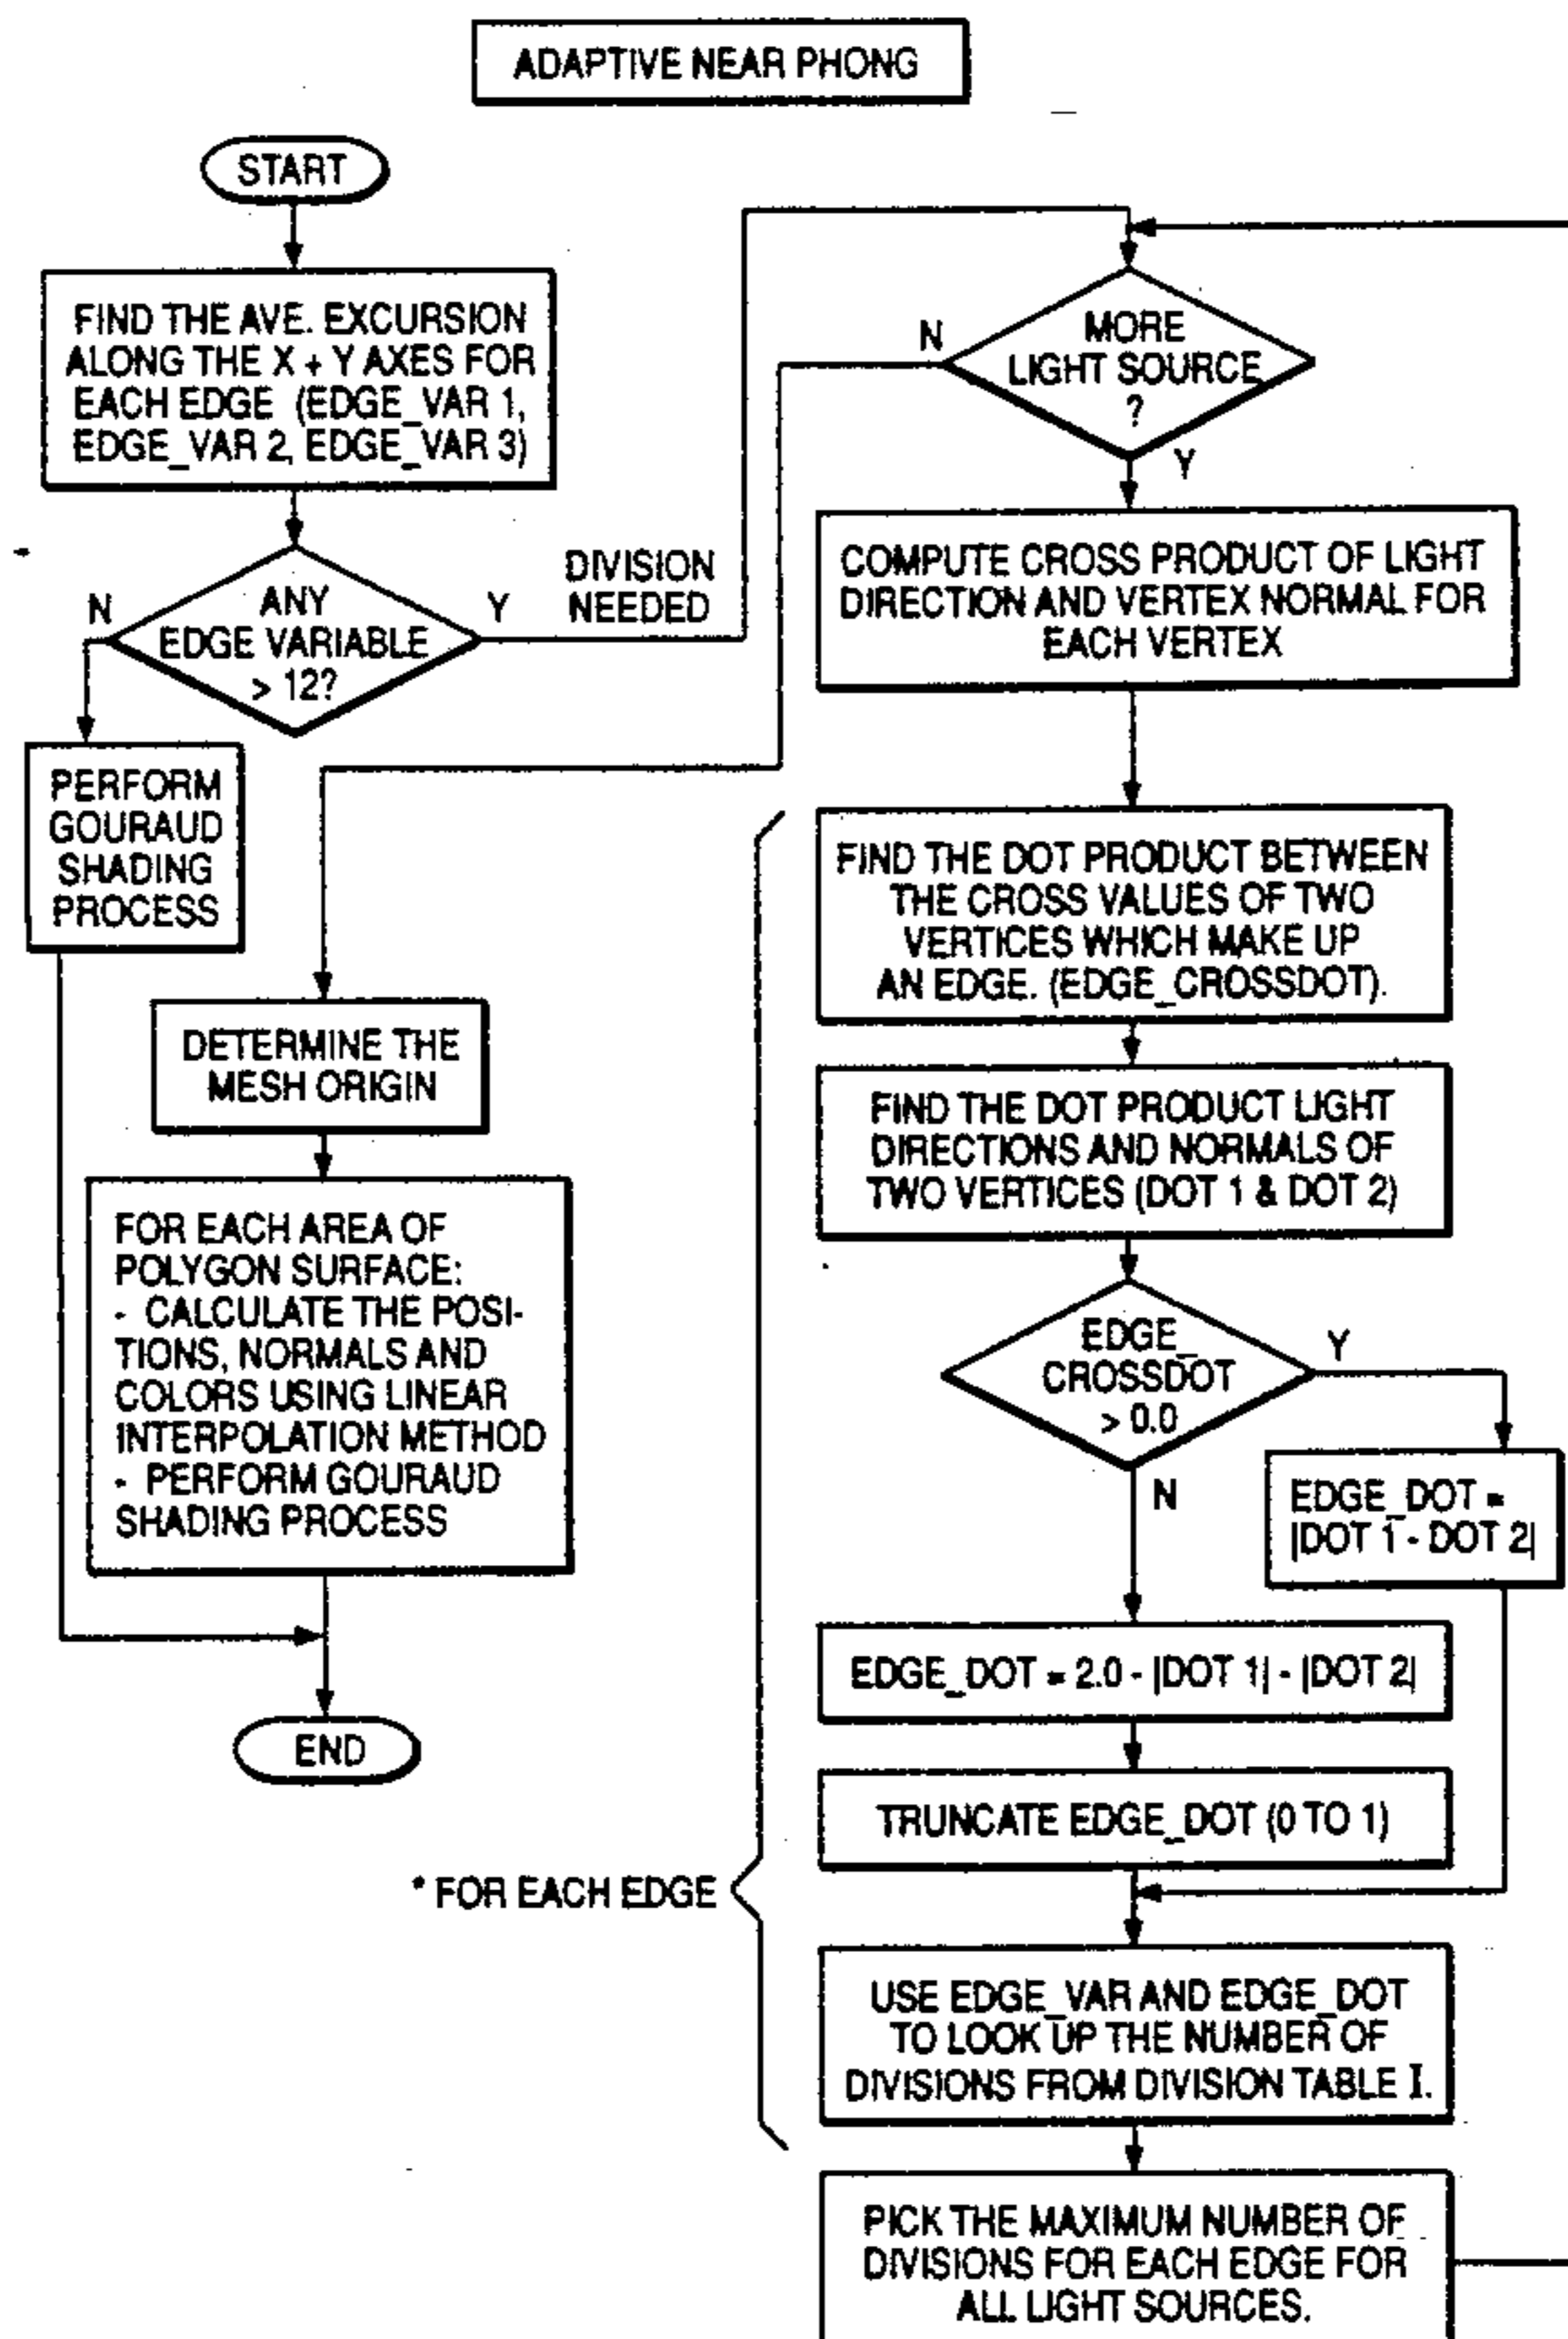 ADAPTIVE NEAR PHONG
START
FIND THE AVE. EXCURSION
ALONG THE X + Y AXES FOR
EACH EDGE (EDGE_VAR 1,
EDGE_VAR 2, EDGE_VAR 3)
N
ANY
EDGE VARIABLE
> 12?
Y
DIVISION
NEEDED
PERFORM
GOURAUD
SHADING
PROCESS
DETERMINE THE
MESH ORIGIN
FOR EACH AREA OF
POLYGON SURFACE:
- CALCULATE THE POSI-
TIONS, NORMALS AND
COLORS USING LINEAR
INTERPOLATION METHOD
- PERFORM GOURAUD
SHADING PROCESS
END
N
MORE
LIGHT SOURCE
?
Y
COMPUTE CROSS PRODUCT OF LIGHT
DIRECTION AND VERTEX NORMAL FOR
EACH VERTEX
FIND THE DOT PRODUCT BETWEEN
THE CROSS VALUES OF TWO
VERTICES WHICH MAKE UP
AN EDGE. (EDGE_CROSSDOT).
FIND THE DOT PRODUCT LIGHT
DIRECTIONS AND NORMALS OF
TWO VERTICES (DOT 1 & DOT 2)
EDGE_
CROSSDOT
> 0.0
Y
N
EDGE_DOT =
|DOT 1 - DOT 2|
EDGE_DOT = 2.0 - |DOT 1| - |DOT 2|
TRUNCATE EDGE_DOT (0 TO 1)
* FOR EACH EDGE
USE EDGE_VAR AND EDGE_DOT
TO LOOK UP THE NUMBER OF
DIVISIONS FROM DIVISION TABLE I.
PICK THE MAXIMUM NUMBER OF
DIVISIONS FOR EACH EDGE FOR
ALL LIGHT SOURCES.